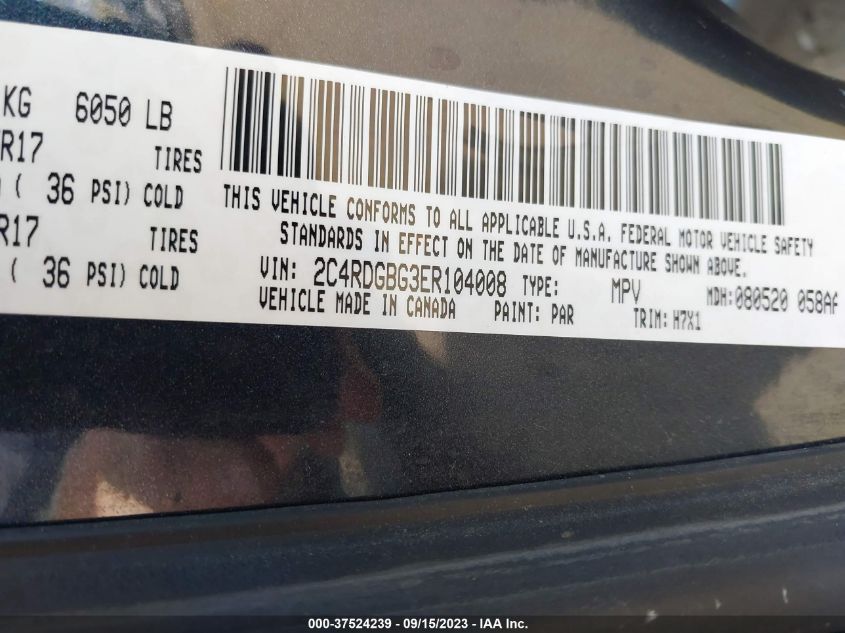 KG 6050 LB
R17 TIRES
( 36 PSI) COLD
R17 TIRES
( 36 PSI) COLD
THIS VEHICLE CONFORMS TO ALL APPLICABLE U.S.A. FEDERAL MOTOR VEHICLE SAFETY
STANDARDS IN EFFECT ON THE DATE OF MANUFACTURE SHOWN ABOVE.
VIN: 2C4RDGBG3ER104008 TYPE: MPV MDH:080520 058AF
VEHICLE MADE IN CANADA PAINT: PAR TRIM: H7X1
000-37524239 - 09/15/2023 - IAA Inc.